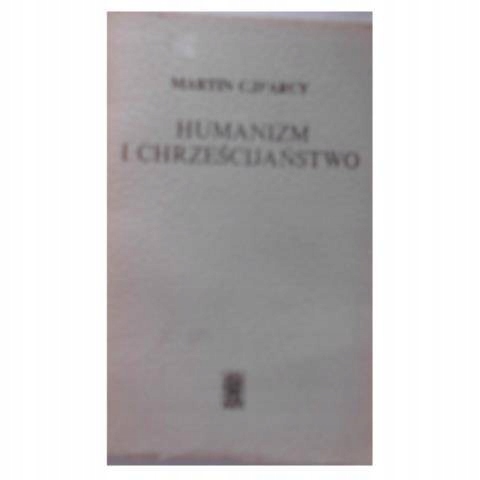 MARTIN C.D'ARCY
HUMANIZM
I CHRZEŚCIJAŃSTWO